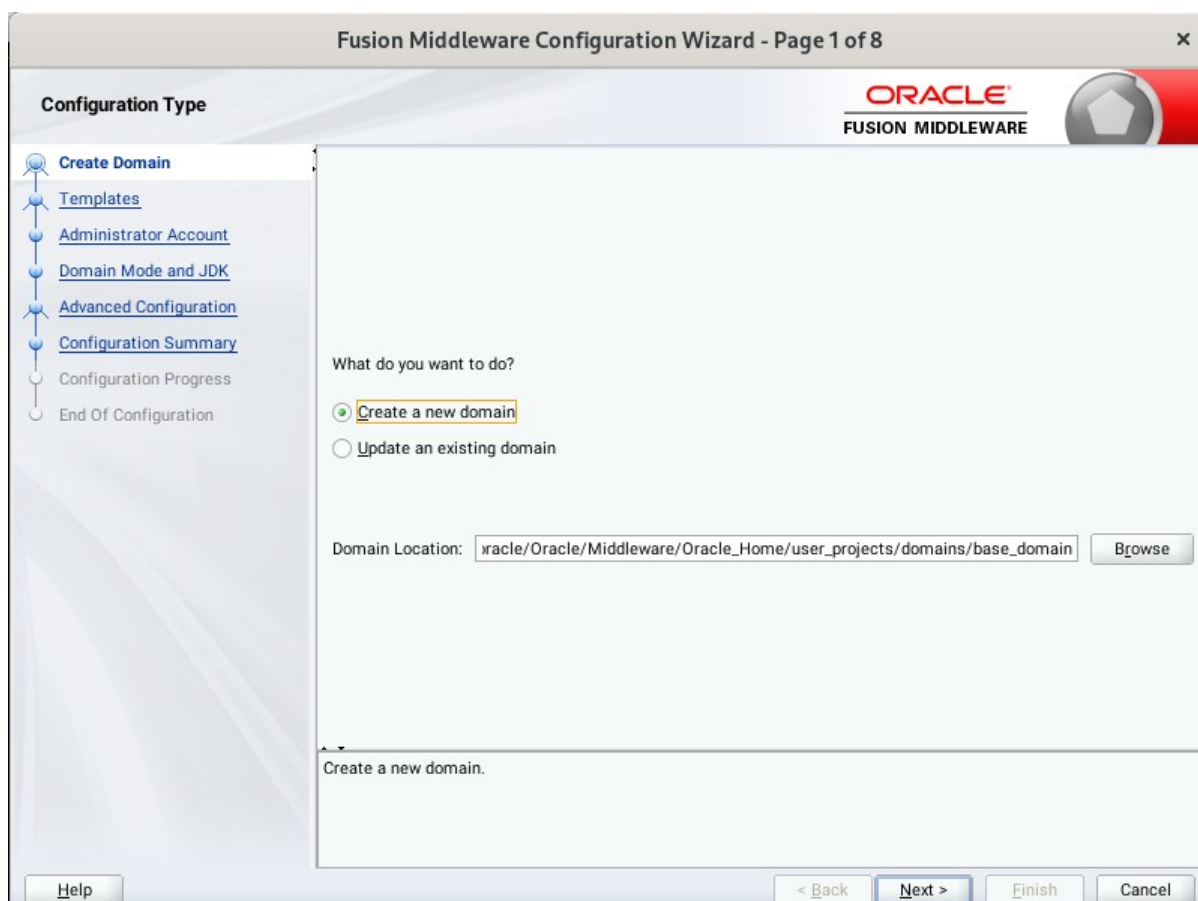 Fusion Middleware Configuration Wizard - Page 1 of 8
Configuration Type
ORACLE
FUSION MIDDLEWARE
Create Domain
Templates
Administrator Account
Domain Mode and JDK
Advanced Configuration
Configuration Summary
Configuration Progress
End Of Configuration
What do you want to do?
Create a new domain
Update an existing domain
Domain Location: racle/Oracle/Middleware/Oracle_Home/user_projects/domains/base_domain Browse
Create a new domain.
Help < Back Next > Finish Cancel